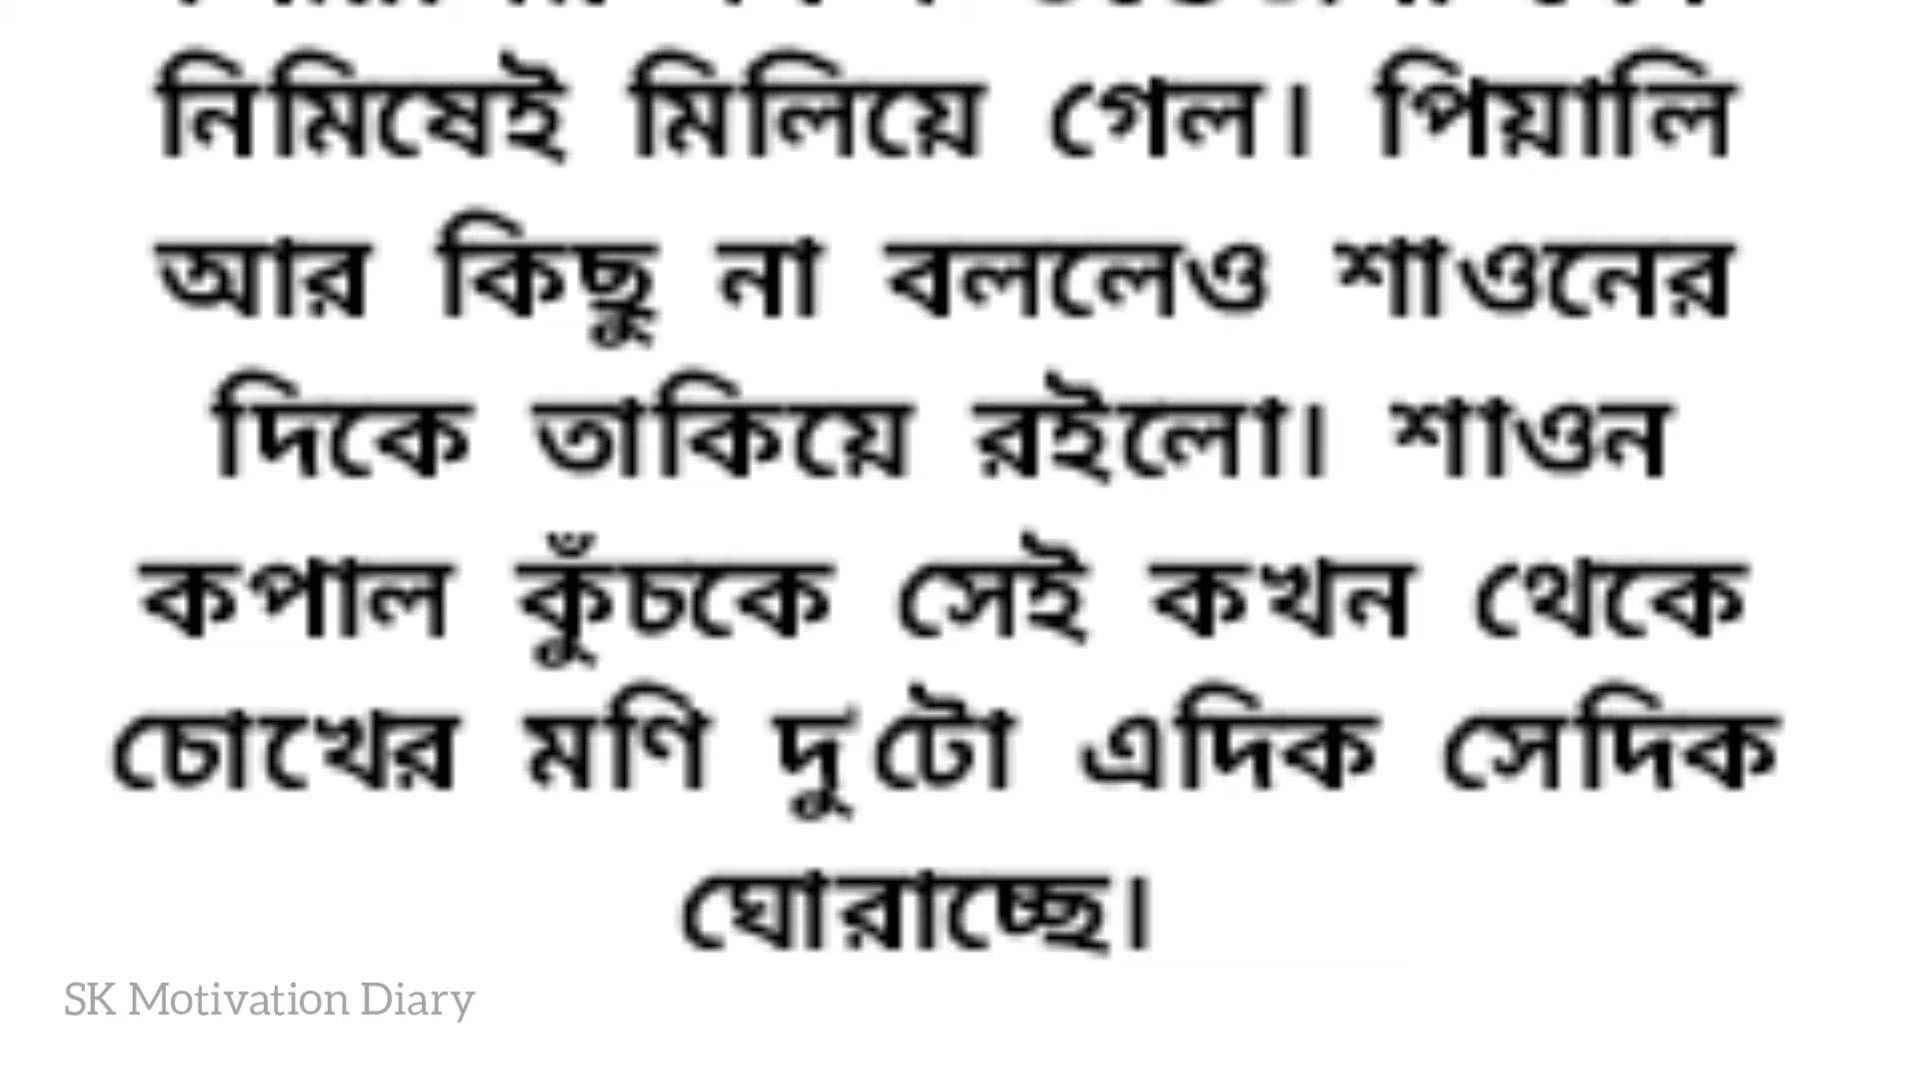 নিমিষেই মিলিয়ে গেল। পিয়ালি
আর কিছু না বললেও শাওনের
দিকে তাকিয়ে রইলো। শাওন
কপাল কুঁচকে সেই কখন থেকে
চোখের মণি দু'টো এদিক সেদিক
ঘোরাচ্ছে।
SK Motivation Diary